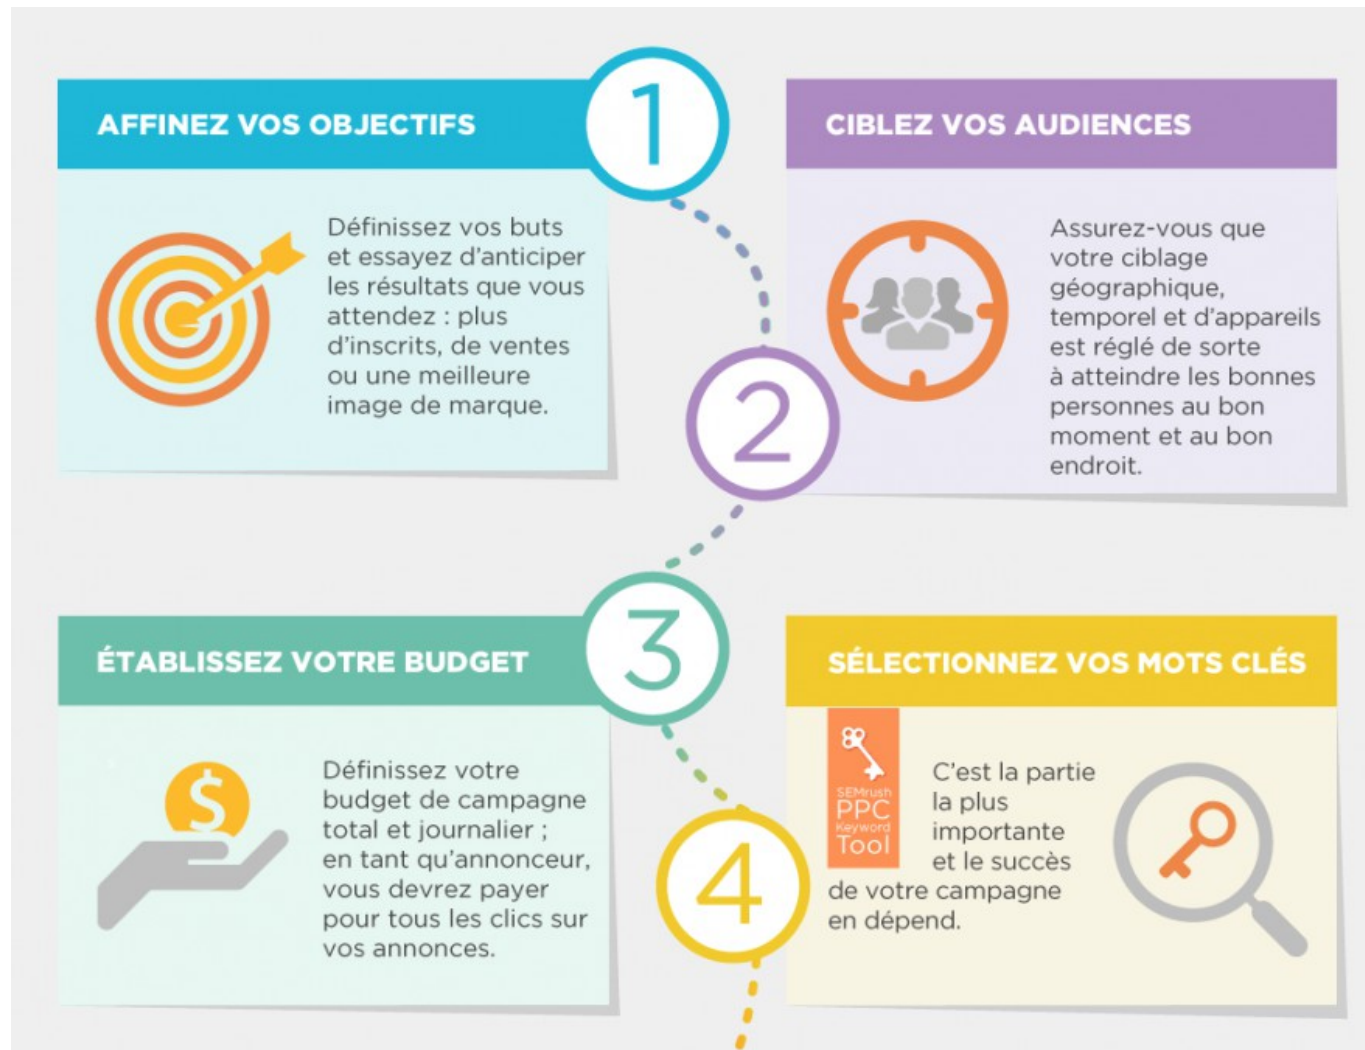 1
AFFINEZ VOS OBJECTIFS
Définissez vos buts
et essayez d'anticiper
les résultats que vous
attendez : plus
d'inscrits, de ventes
ou une meilleure
image de marque.
2
CIBLEZ VOS AUDIENCES
Assurez-vous que
votre ciblage
géographique,
temporel et d'appareils
est réglé de sorte
à atteindre les bonnes
personnes au bon
moment et au bon
endroit.
3
ÉTABLISSEZ VOTRE BUDGET
$
Définissez votre
budget de campagne
total et journalier ;
en tant qu'annonceur,
vous devrez payer
pour tous les clics sur
vos annonces.
4
SÉLECTIONNEZ VOS MOTS CLÉS
SEMrush
PPC
Keyword
Tool
C'est la partie
la plus
importante
et le succès
de votre campagne
en dépend.